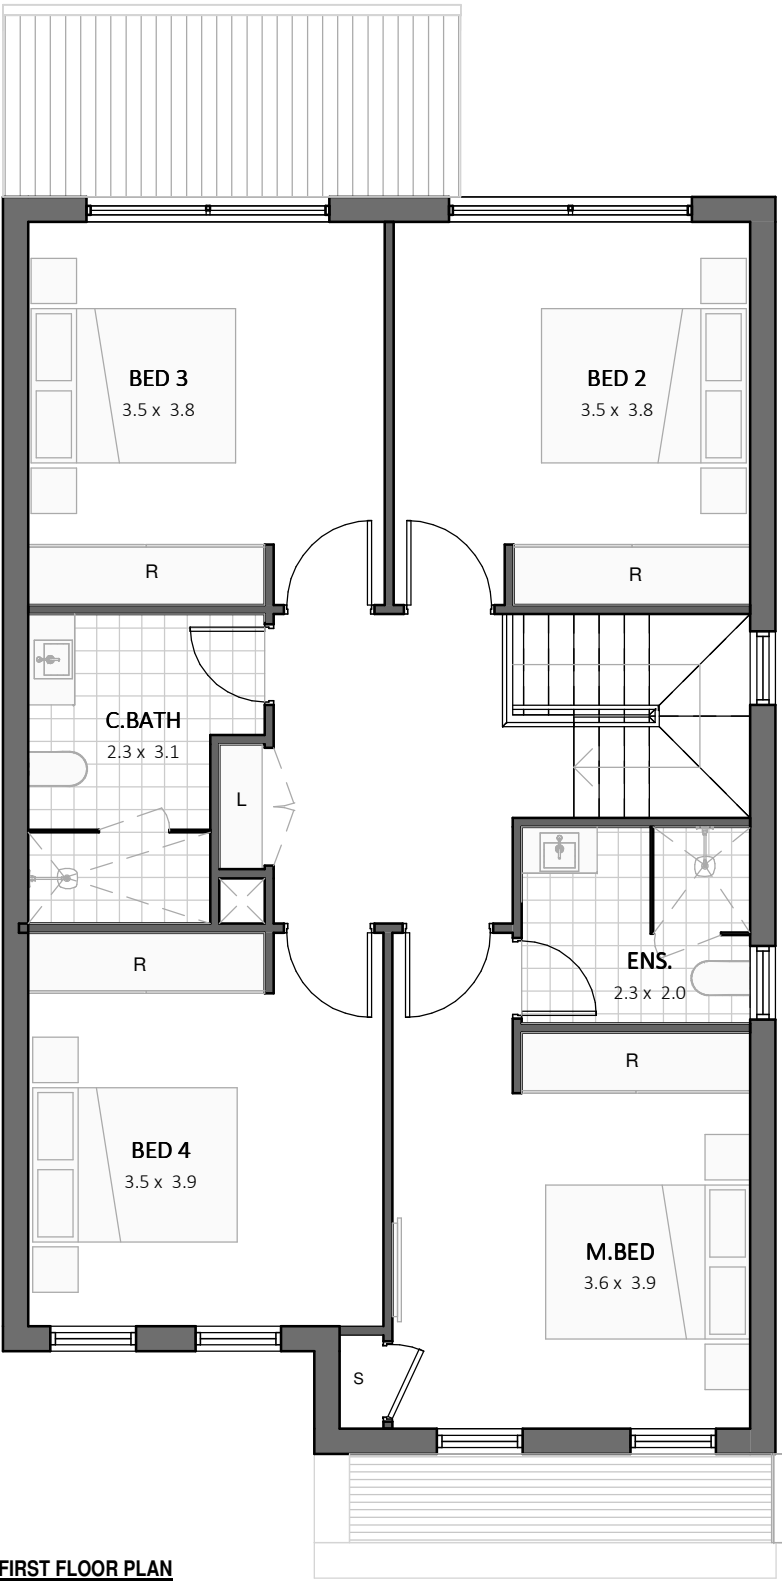 BED 3
3.5 x 3.8
BED 2
3.5 x 3.8
R
R
C.BATH
2.3 x 3.1
L
R
ENS.
2.3 x 2.0
R
BED 4
3.5 x 3.9
M.BED
3.6 x 3.9
S
FIRST FLOOR PLAN